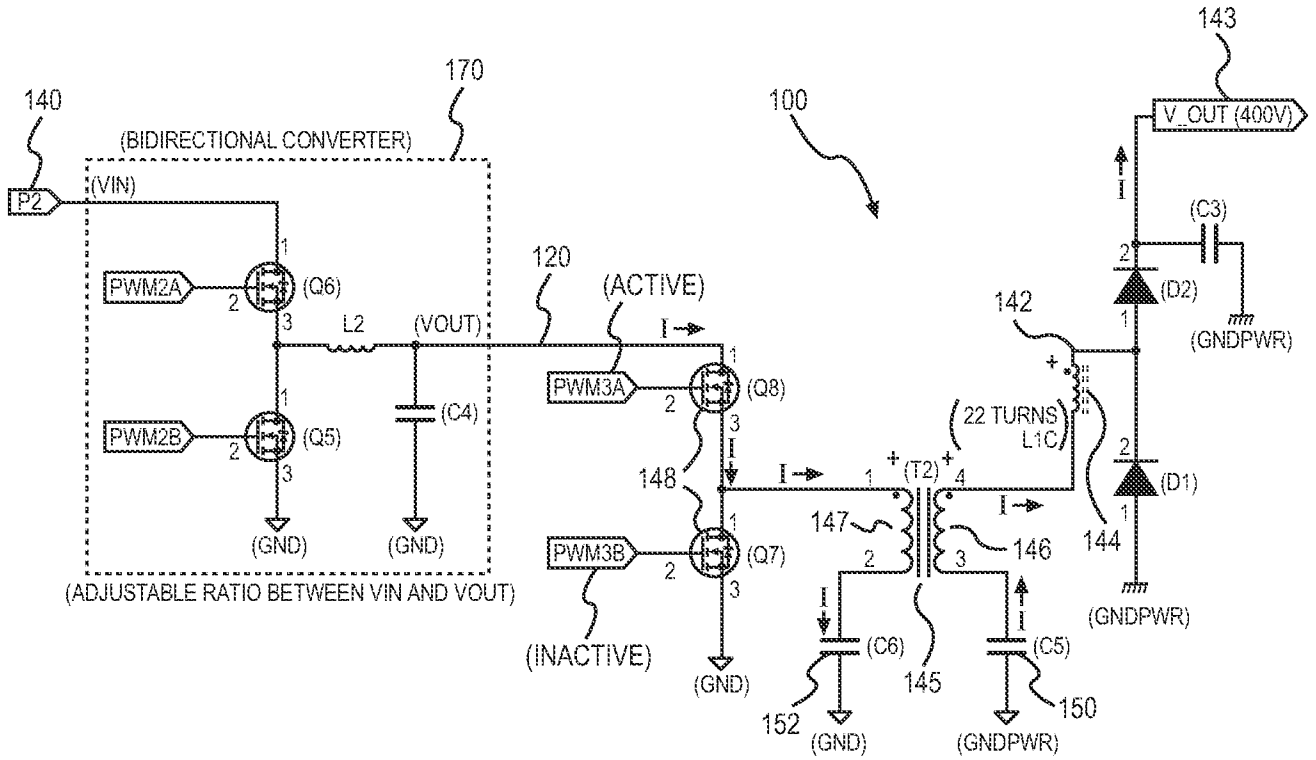 143
V_OUT (400V)
170
140
100
(BIDIRECTIONAL CONVERTER)
P2
(VIN)
I
(C3)
1
2
PWM2A
2
(Q6)
120
(ACTIVE)
(D2)
3
L2
(VOUT)
I
142
1
(GNDPWR)
1
1
+
PWM3A
2
(Q8)
(C4)
PWM2B
2
(Q5)
3
(22 TURNS
L1C)
2
I
+
(T2)
+
3
148
I
1
4
(D1)
147
I
1
1
144
(GND)
(GND)
PWM3B
2
(Q7)
2
3
146
(ADJUSTABLE RATIO BETWEEN VIN AND VOUT)
3
I
I
(GNDPWR)
(C6)
(C5)
(INACTIVE)
(GND)
145
152
150
(GND)
(GNDPWR)